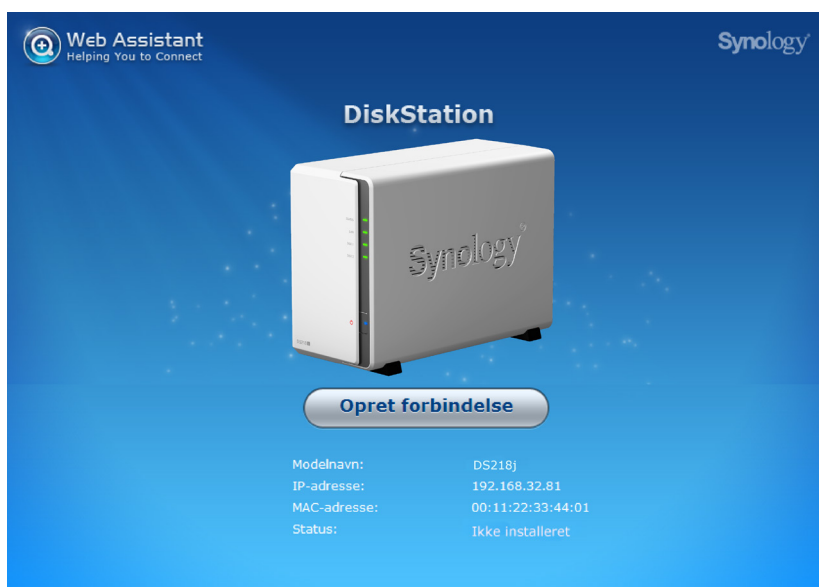 Web Assistant
Helping You to Connect
Synology
DiskStation
Synology
Opret forbindelse
Modelnavn: DS218j
IP-adresse: 192.168.32.81
MAC-adresse: 00:11:22:33:44:01
Status: Ikke installeret